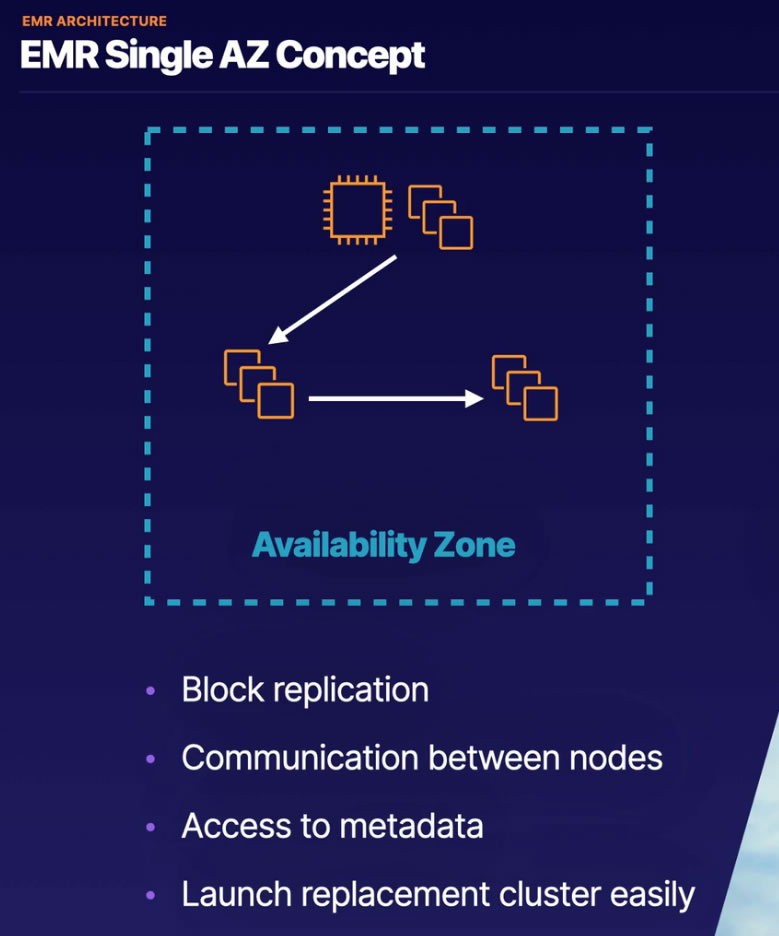 EMR ARCHITECTURE
EMR Single AZ Concept
Availability Zone
• Block replication
• Communication between nodes
• Access to metadata
• Launch replacement cluster easily